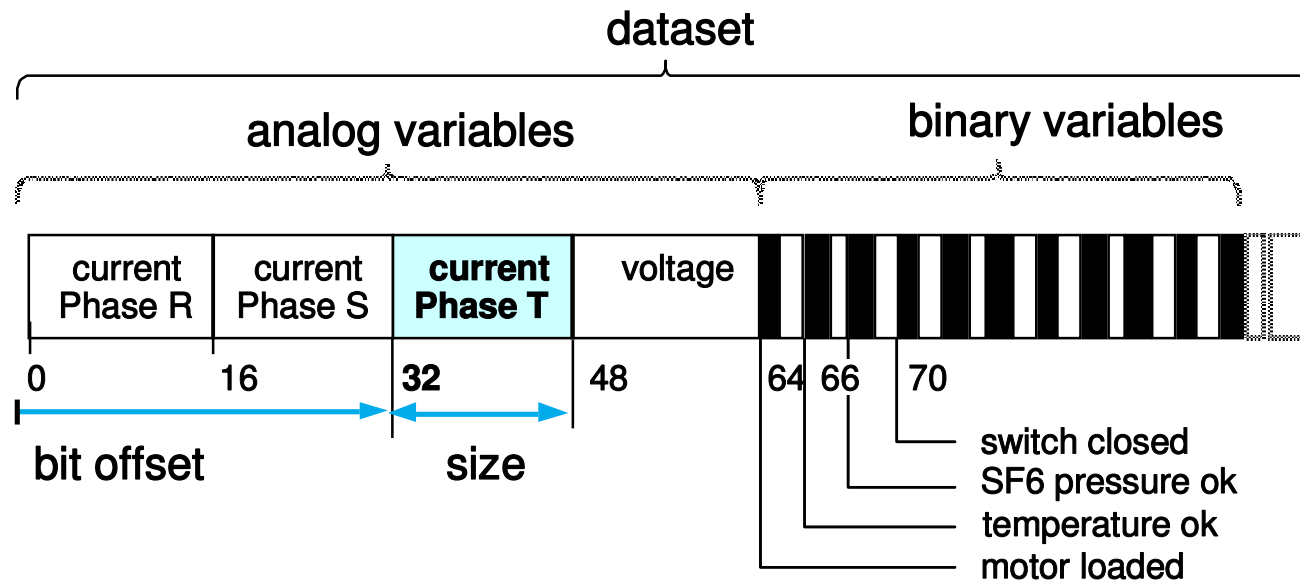 dataset
analog variables
binary variables
current
Phase R
current
Phase S
current
Phase T
voltage
0
16
32
48
64
66
70
bit offset
size
switch closed
SF6 pressure ok
temperature ok
motor loaded